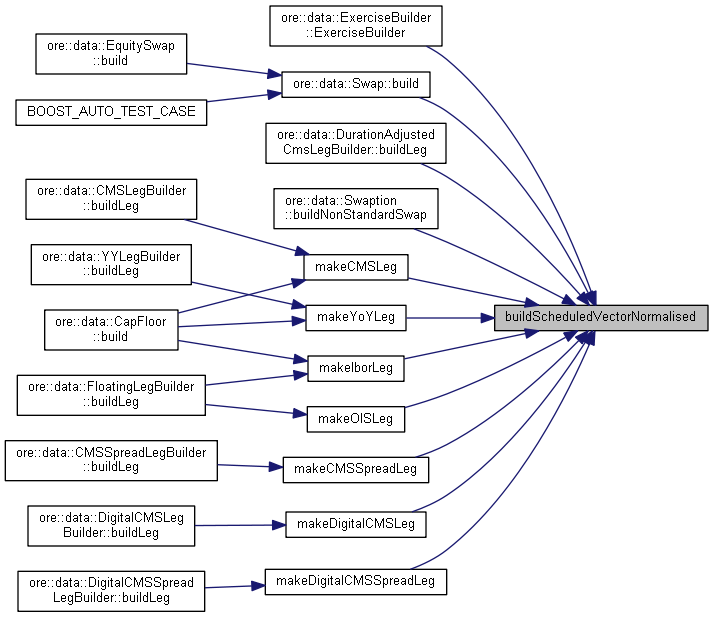 ore::data::ExerciseBuilder
::ExerciseBuilder
ore::data::EquitySwap
::build
ore::data::Swap::build
BOOST_AUTO_TEST_CASE
ore::data::DurationAdjusted
CmsLegBuilder::buildLeg
ore::data::CMSLegBuilder
::buildLeg
ore::data::Swaption
::buildNonStandardSwap
ore::data::YYLegBuilder
::buildLeg
makeCMSLeg
ore::data::CapFloor
::build
makeYoYLeg
buildScheduledVectorNormalised
ore::data::FloatingLegBuilder
::buildLeg
makeIborLeg
makeOISLeg
ore::data::CMSSpreadLegBuilder
::buildLeg
makeCMSSpreadLeg
ore::data::DigitalCMSLeg
Builder::buildLeg
makeDigitalCMSLeg
ore::data::DigitalCMSSpread
LegBuilder::buildLeg
makeDigitalCMSSpreadLeg